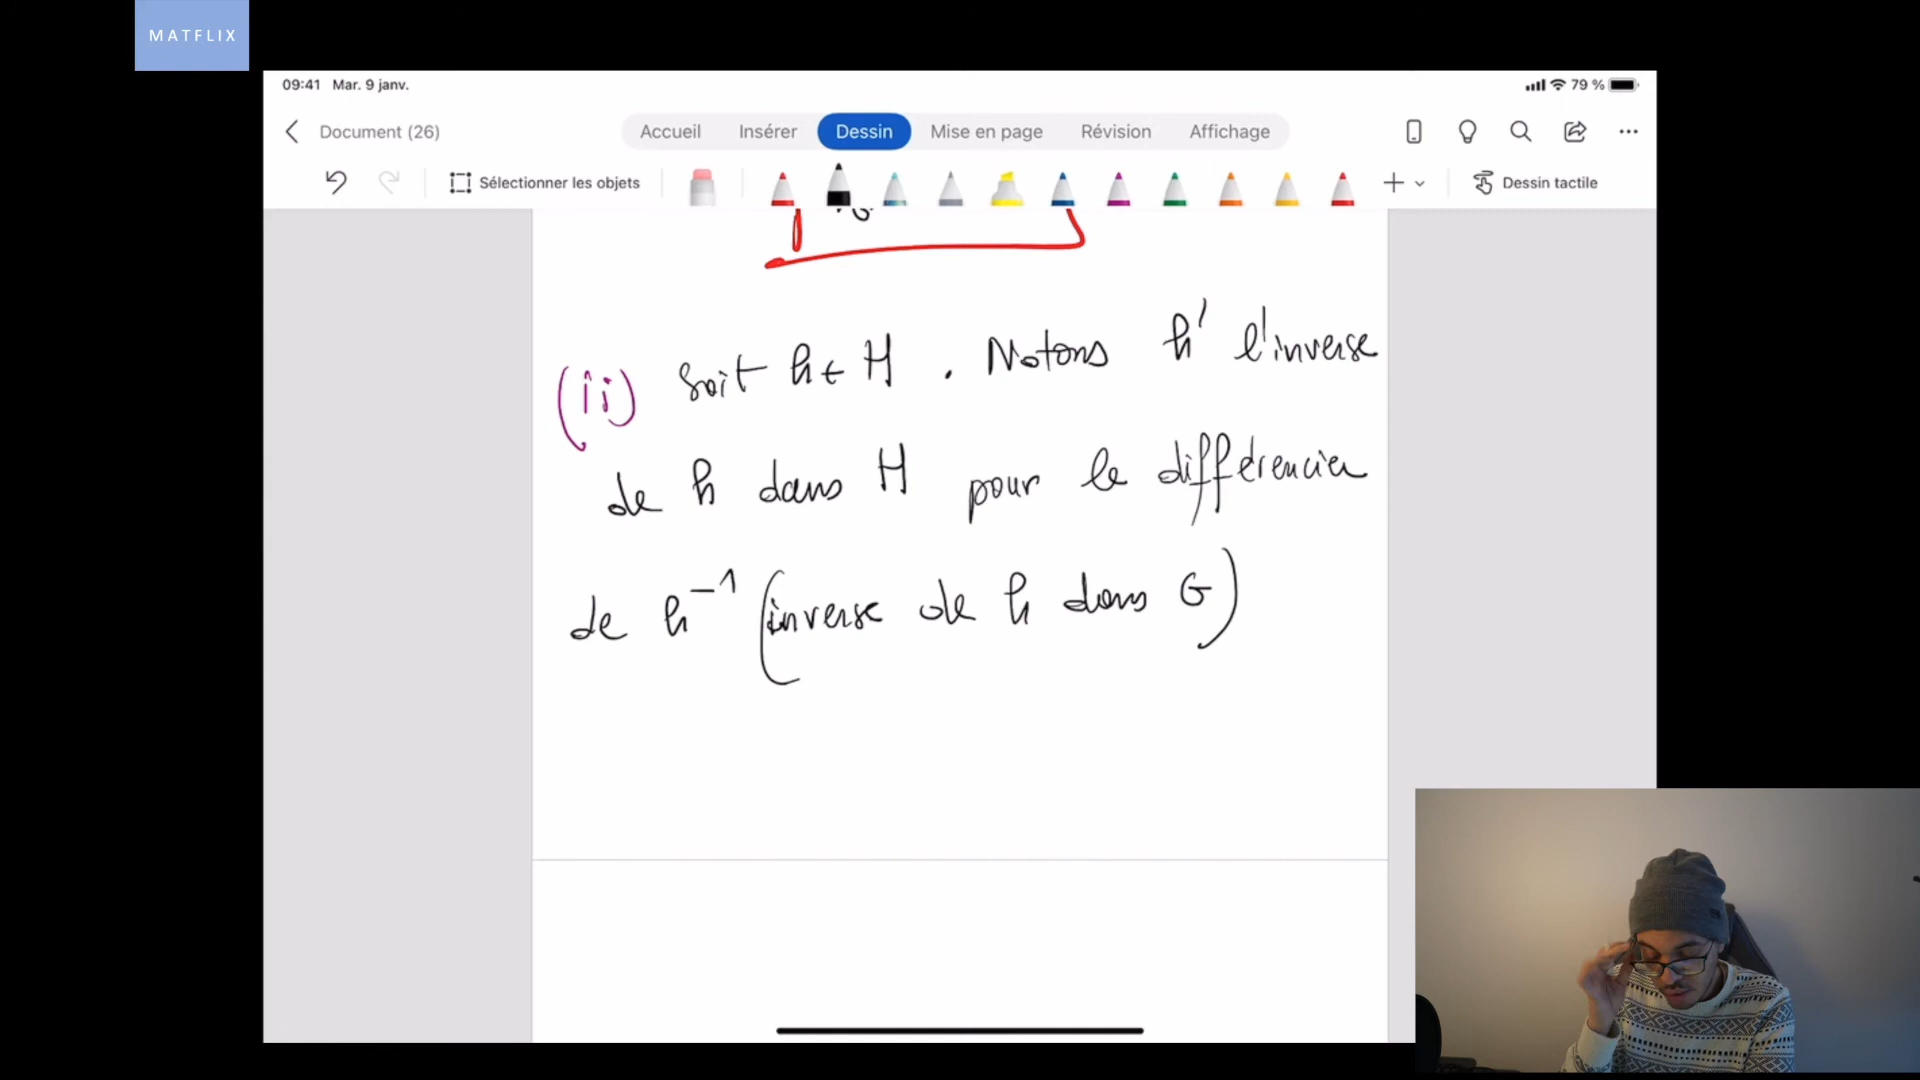 MATFLIX
09:41 Mar. 9 janv.
79 %
Document (26)
Accueil Insérer Dessin Mise en page Révision Affichage
Sélectionner les objets
Dessin tactile
(ii) Soit h ∈ H. Notons h' l'inverse
de h dans H pour le différencier
de h⁻¹ (inverse de h dans G)